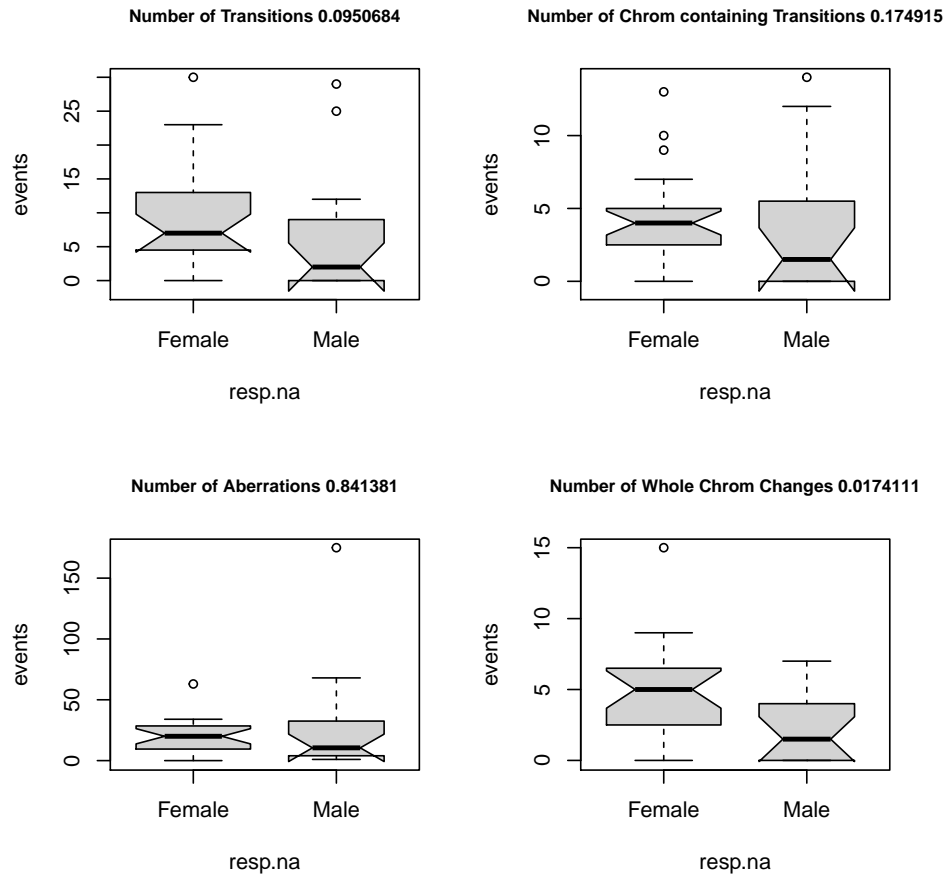 Number of Transitions 0.0950684
events
25
15
5
0
Female Male
resp.na
Number of Chrom containing Transitions 0.174915
events
10
5
0
Female Male
resp.na
Number of Aberrations 0.841381
events
150
100
50
0
Female Male
resp.na
Number of Whole Chrom Changes 0.0174111
events
15
10
5
0
Female Male
resp.na